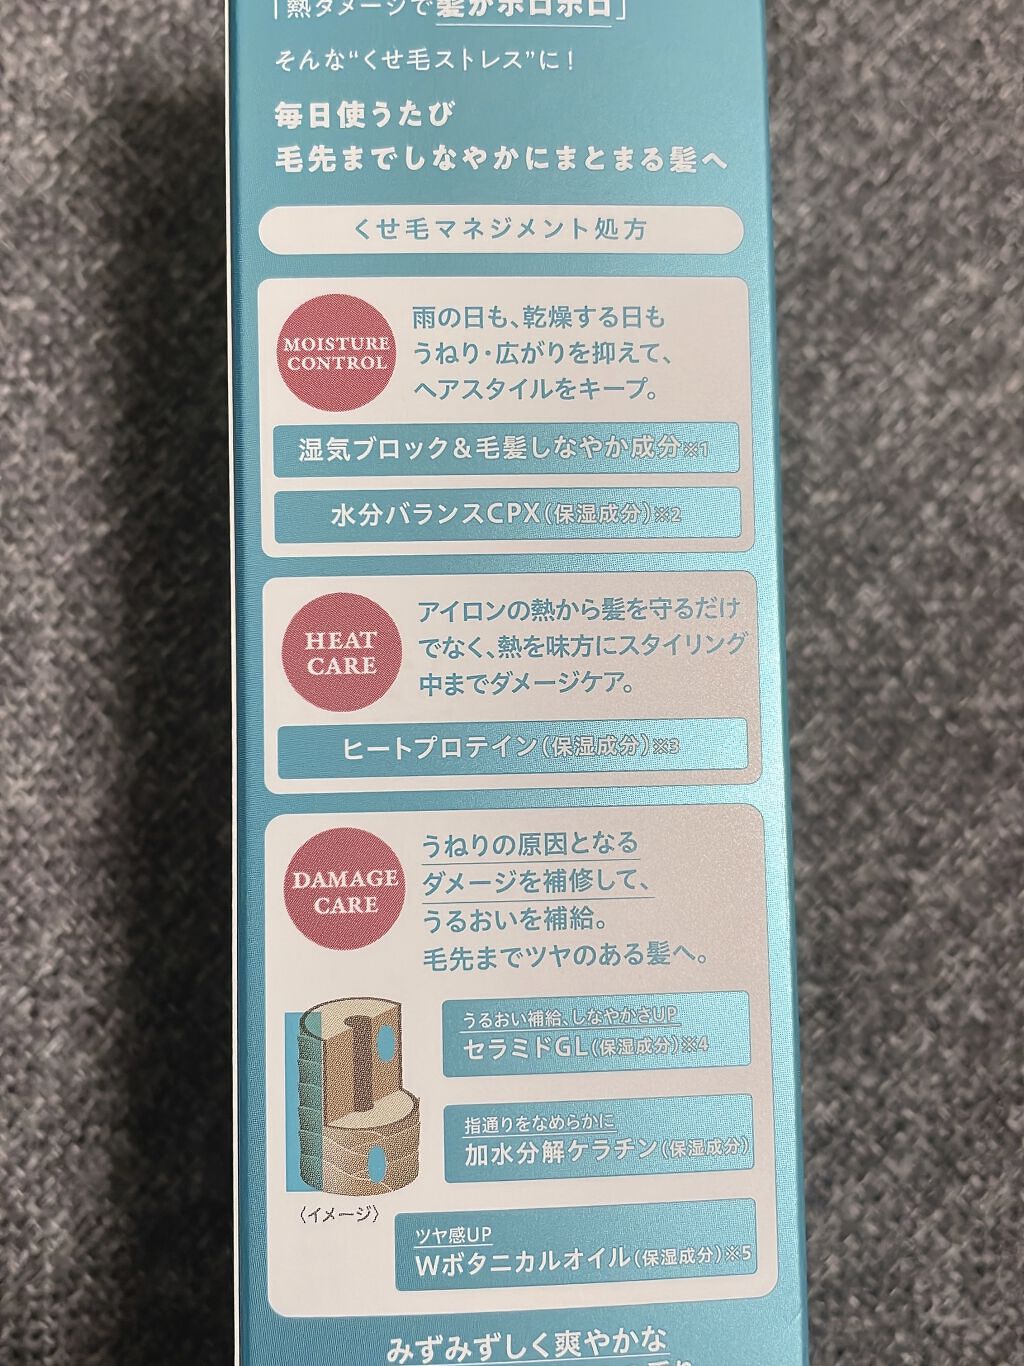 「熱ダメージで髪がボロボロ」
そんな“くせ毛ストレス”に！
毎日使うたび
毛先までしなやかにまとまる髪へ
くせ毛マネジメント処方
MOISTURE
CONTROL
雨の日も、乾燥する日も
うねり・広がりを抑えて、
ヘアスタイルをキープ。
湿気ブロック＆毛髪しなやか成分※1
水分バランスCPX（保湿成分）※2
HEAT
CARE
アイロンの熱から髪を守るだけ
でなく、熱を味方にスタイリング
中までダメージケア。
ヒートプロテイン（保湿成分）※3
DAMAGE
CARE
うねりの原因となる
ダメージを補修して、
うるおいを補給。
毛先までツヤのある髪へ。
うるおい補給、しなやかさUP
セラミドGL（保湿成分）※4
指通りをなめらかに
加水分解ケラチン（保湿成分）
〈イメージ〉
ツヤ感UP
Wボタニカルオイル（保湿成分）※5
みずみずしく爽やかな